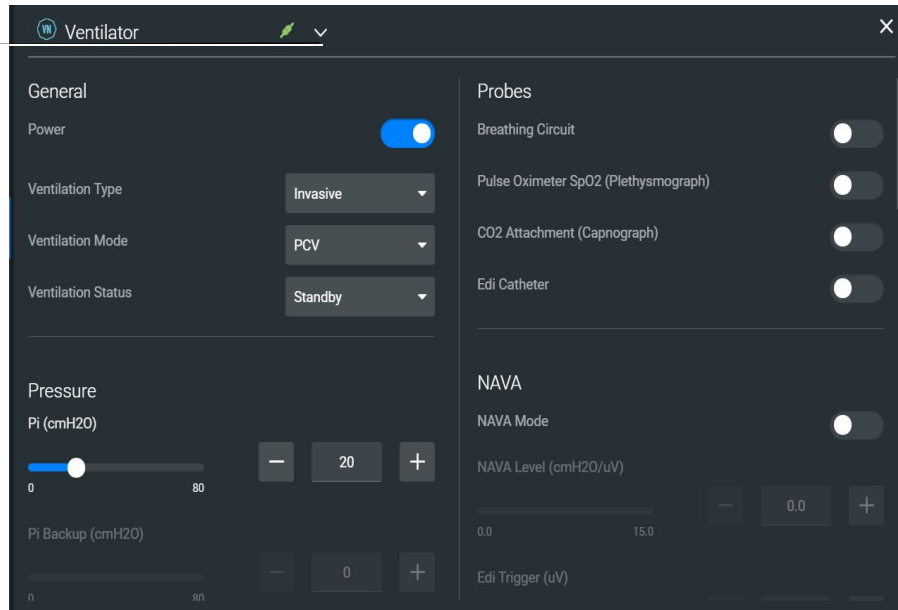 VN Ventilator
General
Power
Ventilation Type
Invasive
Ventilation Mode
PCV
Ventilation Status
Standby
Pressure
Pi (cmH2O)
20
0 80
Pi Backup (cmH2O)
0
0 80
Probes
Breathing Circuit
Pulse Oximeter SpO2 (Plethysmograph)
CO2 Attachment (Capnograph)
Edi Catheter
NAVA
NAVA Mode
NAVA Level (cmH2O/uV)
0.0
0.0 15.0
Edi Trigger (uV)